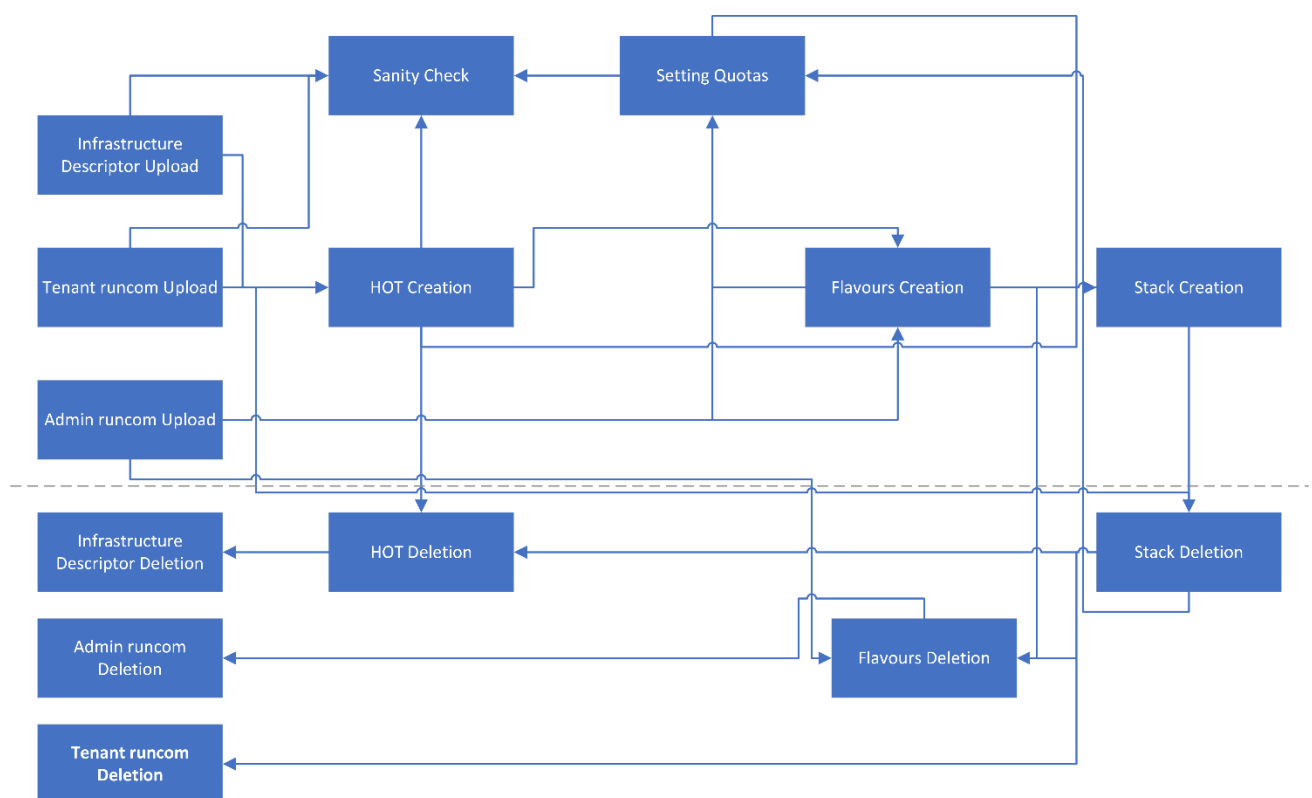 Sanity Check
Setting Quotas
Infrastructure
Descriptor Upload
Tenant runcom Upload
HOT Creation
Flavours Creation
Stack Creation
Admin runcom Upload
Infrastructure
Descriptor Deletion
HOT Deletion
Stack Deletion
Admin runcom
Deletion
Flavours Deletion
Tenant runcom
Deletion